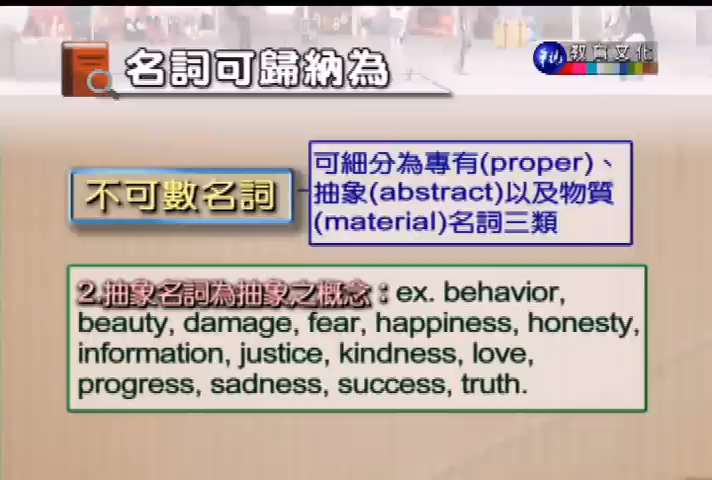 名詞可歸納為
教育文化
不可數名詞
可細分為專有(proper)、
抽象(abstract)以及物質
(material)名詞三類
2.抽象名詞為抽象之概念：ex. behavior,
beauty, damage, fear, happiness, honesty,
information, justice, kindness, love,
progress, sadness, success, truth.